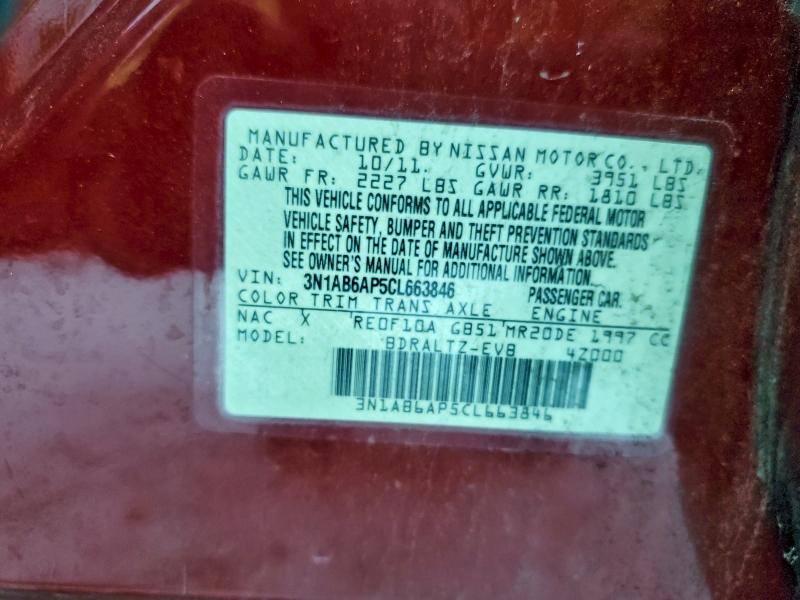 MANUFACTURED BY NISSAN MOTOR CO., LTD.
DATE: 10/11. GVWR: 3951 LBS
GAWR FR: 2227 LBS GAWR RR: 1810 LBS
THIS VEHICLE CONFORMS TO ALL APPLICABLE FEDERAL MOTOR
VEHICLE SAFETY, BUMPER AND THEFT PREVENTION STANDARDS
IN EFFECT ON THE DATE OF MANUFACTURE SHOWN ABOVE.
SEE OWNER'S MANUAL FOR ADDITIONAL INFORMATION.
VIN: 3N1AB6AP5CL663846 PASSENGER CAR.
COLOR TRIM TRANS AXLE ENGINE
NAC X RE0F10A GB51 MR20DE 1997 CC
MODEL: BDRALTZ-EVB 4Z000
3N1AB6AP5CL663846